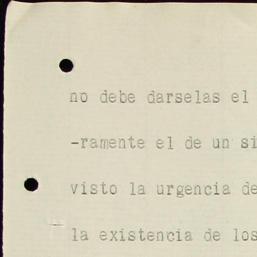 no debe darselas el
-ramente el de un si
visto la urgencia de
la existencia de los